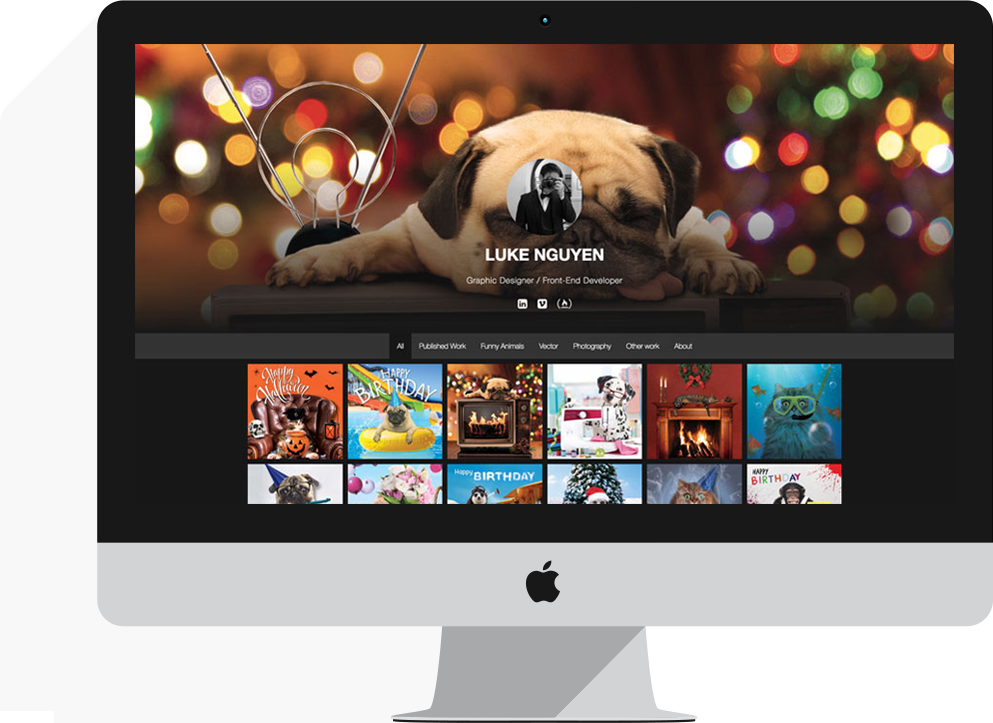 LUKE NGUYEN
Graphic Designer / Front-End Developer
in
All Published Work Funny Animals Vector Photography Other work About
Happy
Halloween
HAPPY
BIRTHDAY
Happy BIRTHDAY
HAPPY
BIRTHDAY